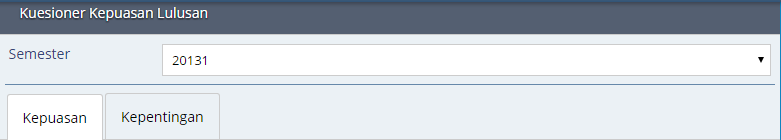 Kuesioner Kepuasan Lulusan
Semester 20131
Kepuasan Kepentingan